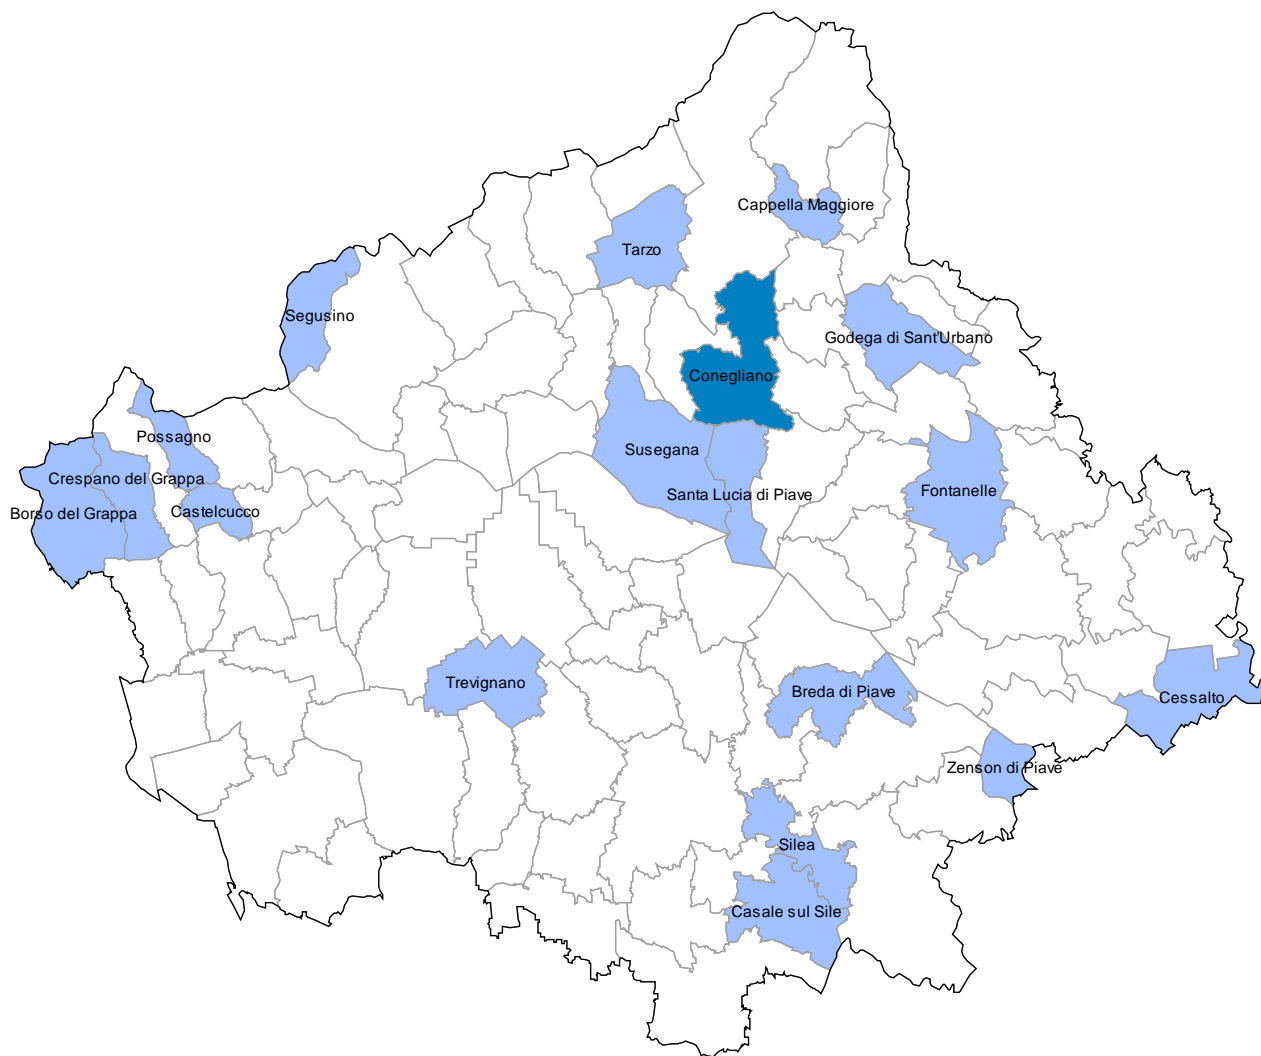 Cappella Maggiore
Tarzo
Segusino
Godega di Sant'Urbano
Conegliano
Possagno
Susegana
Crespano del Grappa
Santa Lucia di Piave
Fontanelle
Borso del Grappa
Castelcucco
Trevignano
Breda di Piave
Cessalto
Zenson di Piave
Silea
Casale sul Sile